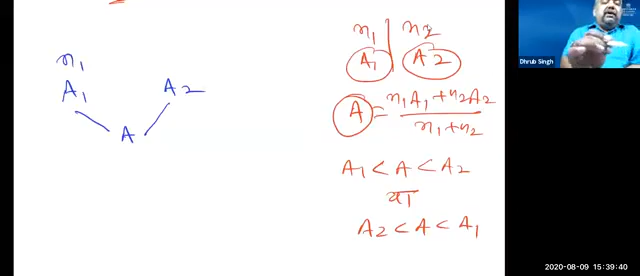 n1
A1 A2
A
n1 | n2
A1 | A2
A = n1A1 + n2A2 / n1 + n2
A1 < A < A2
या
A2 < A < A1
Dhrub Singh
2020-08-09 15:39:40